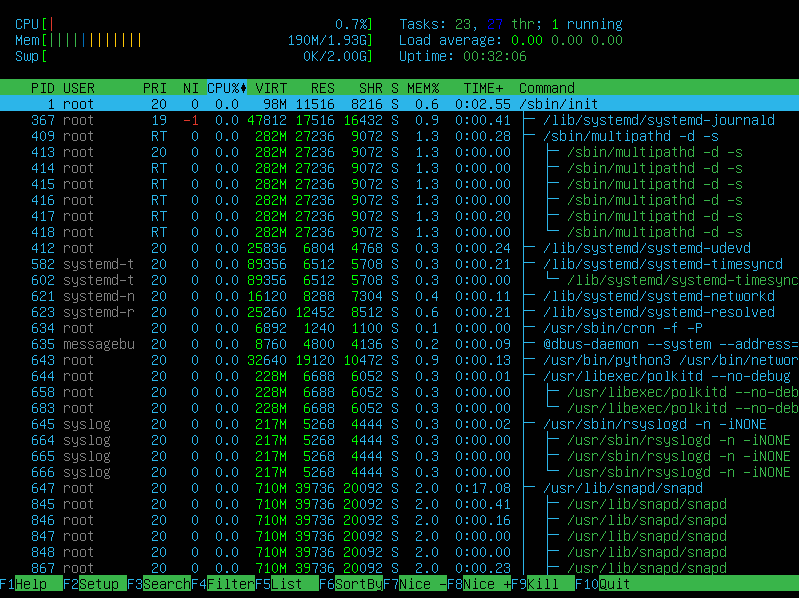 CPU[| 0.7%] Tasks: 23, 27 thr; 1 running
Mem[|||||||||||| 190M/1.93G] Load average: 0.00 0.00 0.00
Swp[ 0K/2.00G] Uptime: 00:32:06
PID USER PRI NI CPU%♦ VIRT RES SHR S MEM% TIME+ Command
1 root 20 0 0.0 98M 11516 8216 S 0.6 0:02.55 /sbin/init
367 root 19 -1 0.0 47812 17516 16432 S 0.9 0:00.41 ├─ /lib/systemd/systemd-journald
409 root RT 0 0.0 282M 27236 9072 S 1.3 0:00.28 ├─ /sbin/multipathd -d -s
413 root 20 0 0.0 282M 27236 9072 S 1.3 0:00.00 │ ├─ /sbin/multipathd -d -s
414 root RT 0 0.0 282M 27236 9072 S 1.3 0:00.00 │ ├─ /sbin/multipathd -d -s
415 root RT 0 0.0 282M 27236 9072 S 1.3 0:00.00 │ ├─ /sbin/multipathd -d -s
416 root RT 0 0.0 282M 27236 9072 S 1.3 0:00.00 │ ├─ /sbin/multipathd -d -s
417 root RT 0 0.0 282M 27236 9072 S 1.3 0:00.20 │ ├─ /sbin/multipathd -d -s
418 root RT 0 0.0 282M 27236 9072 S 1.3 0:00.00 │ └─ /sbin/multipathd -d -s
412 root 20 0 0.0 25836 6804 4768 S 0.3 0:00.24 ├─ /lib/systemd/systemd-udevd
582 systemd-t 20 0 0.0 89356 6512 5708 S 0.3 0:00.21 ├─ /lib/systemd/systemd-timesyncd
602 systemd-t 20 0 0.0 89356 6512 5708 S 0.3 0:00.00 │ └─ /lib/systemd/systemd-timesync
621 systemd-n 20 0 0.0 16120 8288 7304 S 0.4 0:00.11 ├─ /lib/systemd/systemd-networkd
623 systemd-r 20 0 0.0 25260 12452 8512 S 0.6 0:00.21 ├─ /lib/systemd/systemd-resolved
634 root 20 0 0.0 6892 1240 1100 S 0.1 0:00.00 ├─ /usr/sbin/cron -f -P
635 messagebu 20 0 0.0 8760 4800 4136 S 0.2 0:00.09 ├─ @dbus-daemon --system --address=
643 root 20 0 0.0 32640 19120 10472 S 0.9 0:00.13 ├─ /usr/bin/python3 /usr/bin/networ
644 root 20 0 0.0 228M 6688 6052 S 0.3 0:00.01 ├─ /usr/libexec/polkitd --no-debug
658 root 20 0 0.0 228M 6688 6052 S 0.3 0:00.00 │ ├─ /usr/libexec/polkitd --no-deb
683 root 20 0 0.0 228M 6688 6052 S 0.3 0:00.00 │ └─ /usr/libexec/polkitd --no-deb
645 syslog 20 0 0.0 217M 5268 4444 S 0.3 0:00.02 ├─ /usr/sbin/rsyslogd -n -iNONE
664 syslog 20 0 0.0 217M 5268 4444 S 0.3 0:00.00 │ ├─ /usr/sbin/rsyslogd -n -iNONE
665 syslog 20 0 0.0 217M 5268 4444 S 0.3 0:00.00 │ ├─ /usr/sbin/rsyslogd -n -iNONE
666 syslog 20 0 0.0 217M 5268 4444 S 0.3 0:00.00 │ └─ /usr/sbin/rsyslogd -n -iNONE
647 root 20 0 0.0 710M 39736 20092 S 2.0 0:17.08 ├─ /usr/lib/snapd/snapd
845 root 20 0 0.0 710M 39736 20092 S 2.0 0:00.41 │ ├─ /usr/lib/snapd/snapd
846 root 20 0 0.0 710M 39736 20092 S 2.0 0:00.16 │ ├─ /usr/lib/snapd/snapd
847 root 20 0 0.0 710M 39736 20092 S 2.0 0:00.00 │ ├─ /usr/lib/snapd/snapd
848 root 20 0 0.0 710M 39736 20092 S 2.0 0:00.00 │ ├─ /usr/lib/snapd/snapd
867 root 20 0 0.0 710M 39736 20092 S 2.0 0:00.23 │ ├─ /usr/lib/snapd/snapd
F1Help F2Setup F3SearchF4FilterF5List F6SortByF7Nice -F8Nice +F9Kill F10Quit